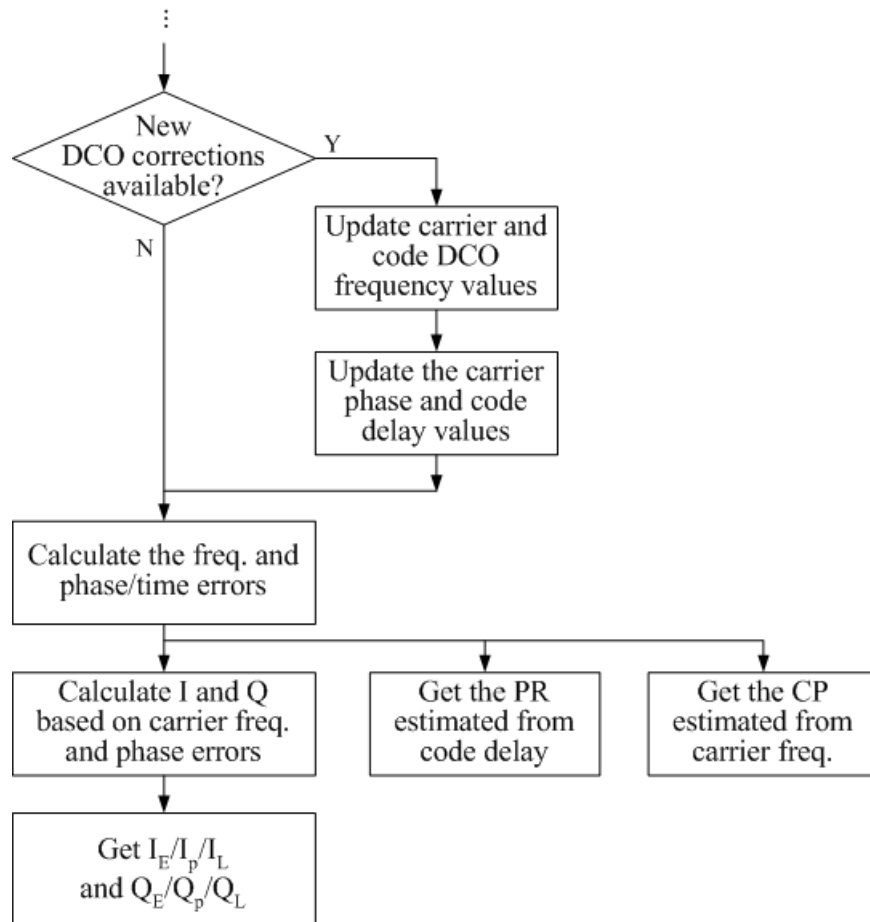 ⋮
New
DCO corrections
available?
Y
N
Update carrier and
code DCO
frequency values
Update the carrier
phase and code
delay values
Calculate the freq. and
phase/time errors
Calculate I and Q
based on carrier freq.
and phase errors
Get the PR
estimated from
code delay
Get the CP
estimated from
carrier freq.
Get I_E/I_p/I_L
and Q_E/Q_p/Q_L